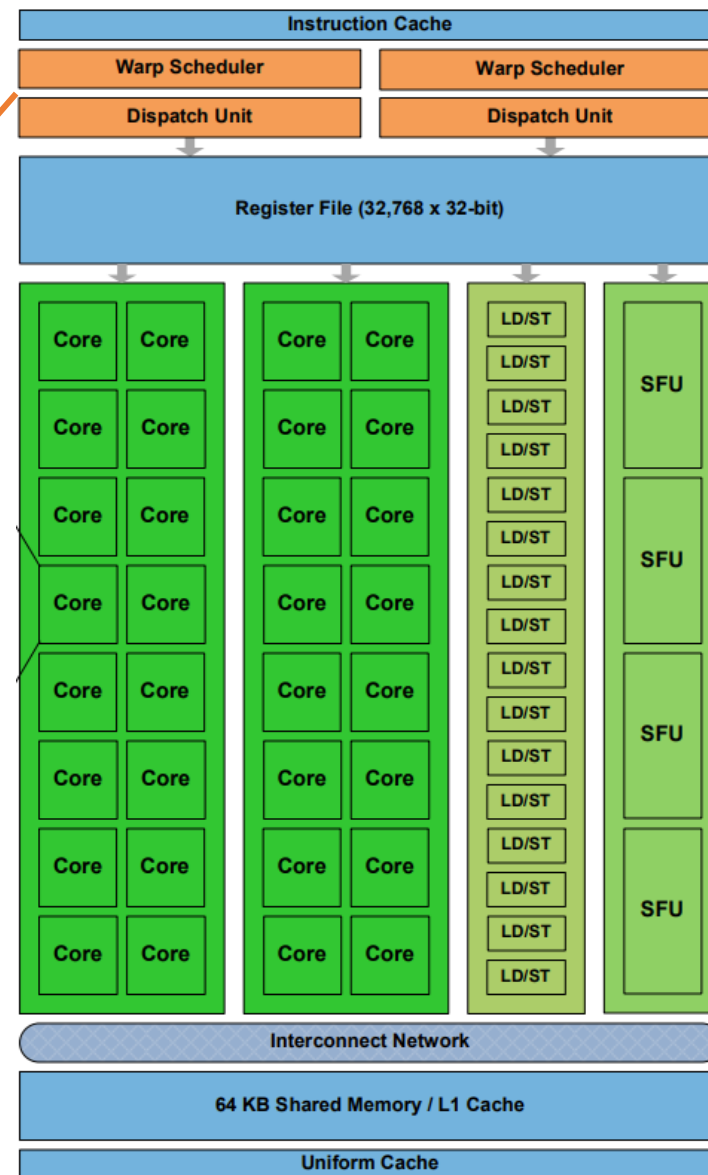 Instruction Cache
Warp Scheduler Warp Scheduler
Dispatch Unit Dispatch Unit
Register File (32,768 x 32-bit)
Core Core Core Core LD/ST
LD/ST
SFU
Core Core Core Core LD/ST
LD/ST
Core Core Core Core LD/ST
LD/ST
SFU
Core Core Core Core LD/ST
LD/ST
Core Core Core Core LD/ST
LD/ST
SFU
Core Core Core Core LD/ST
LD/ST
Core Core Core Core LD/ST
LD/ST
SFU
Core Core Core Core LD/ST
LD/ST
Interconnect Network
64 KB Shared Memory / L1 Cache
Uniform Cache